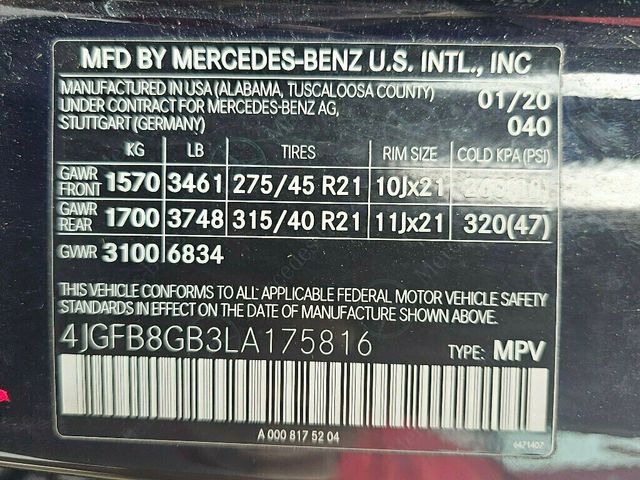 MFD BY MERCEDES-BENZ U.S. INTL., INC
MANUFACTURED IN USA (ALABAMA, TUSCALOOSA COUNTY) 01/20
UNDER CONTRACT FOR MERCEDES-BENZ AG,
STUTTGART (GERMANY) 040
KG LB TIRES RIM SIZE COLD KPA (PSI)
GAWR FRONT 1570 3461 275/45 R21 10Jx21
GAWR REAR 1700 3748 315/40 R21 11Jx21 320(47)
GVWR 3100 6834
THIS VEHICLE CONFORMS TO ALL APPLICABLE FEDERAL MOTOR VEHICLE SAFETY
STANDARDS IN EFFECT ON THE DATE OF MANUFACTURE SHOWN ABOVE.
4JGFB8GB3LA175816 TYPE: MPV
A 000 817 52 04 6471407